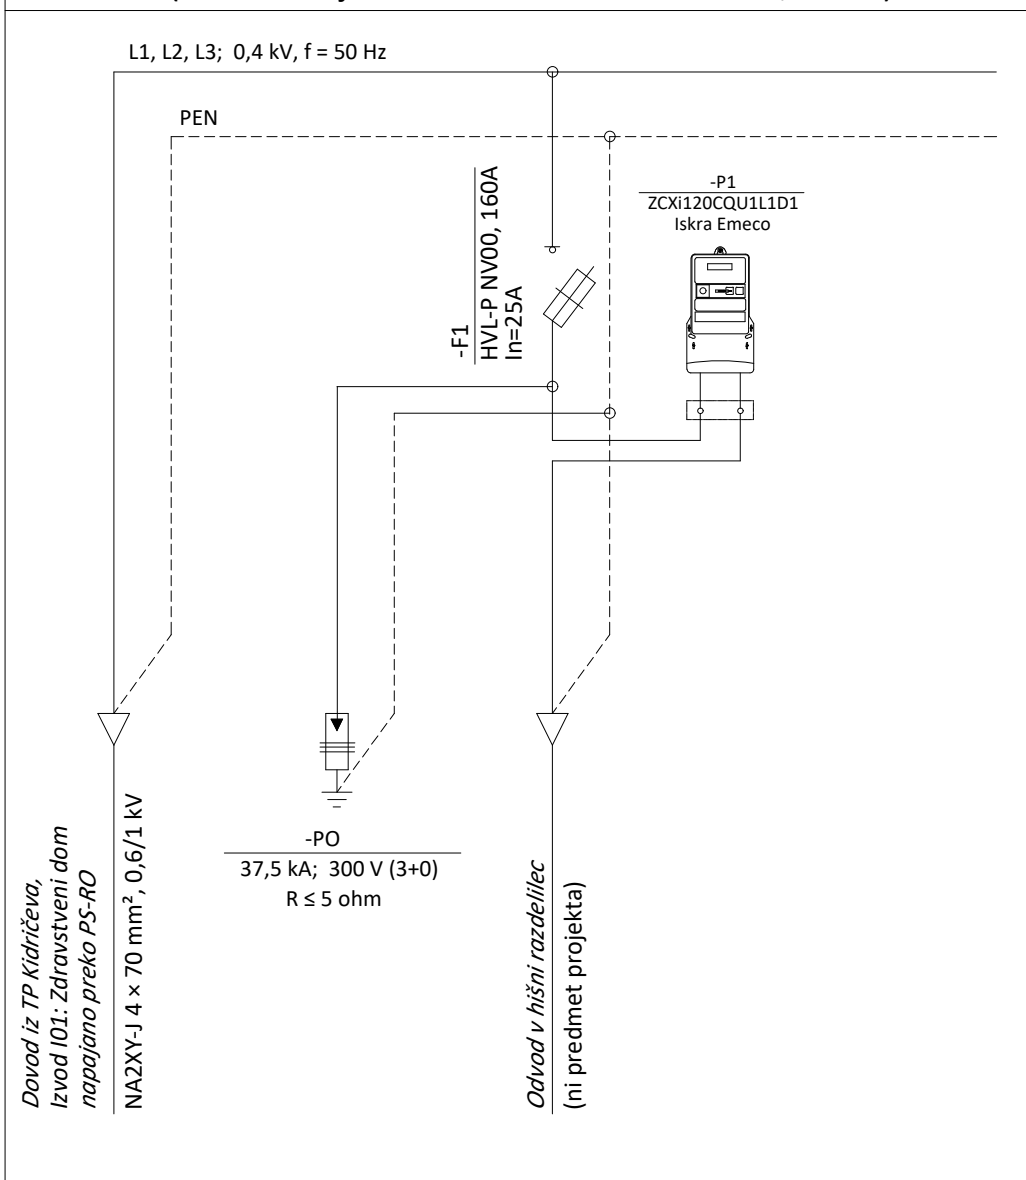 L1, L2, L3; 0,4 kV, f = 50 Hz
PEN
-P1
ZCXi120CQU1L1D1
Iskra Emeco
-F1
HVL-P NV00, 160A
In=25A
-PO
37,5 kA; 300 V (3+0)
R ≤ 5 ohm
Dovod iz TP Kidričeva,
Izvod I01: Zdravstveni dom
napajano preko PS-RO
NA2XY-J 4 × 70 mm², 0,6/1 kV
Odvod v hišni razdelilec
(ni predmet projekta)